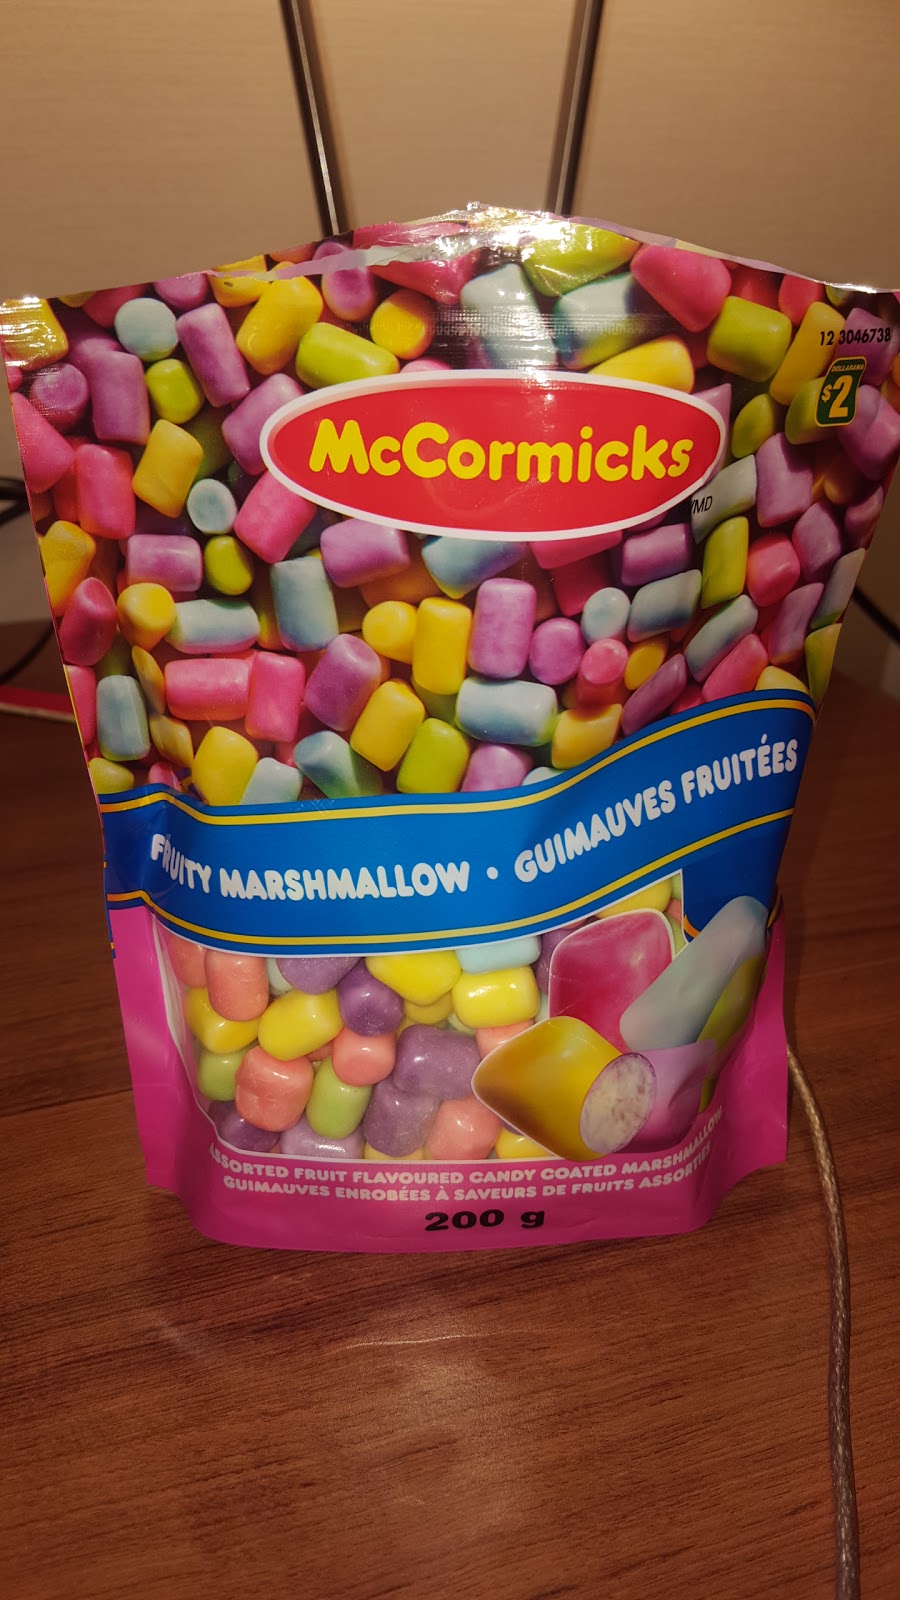 12 3046738
DOLLARAMA
$2
McCormicks
MD
FRUITY MARSHMALLOW • GUIMAUVES FRUITÉES
ASSORTED FRUIT FLAVOURED CANDY COATED MARSHMALLOW
GUIMAUVES ENROBÉES À SAVEURS DE FRUITS ASSORTIES
200 g